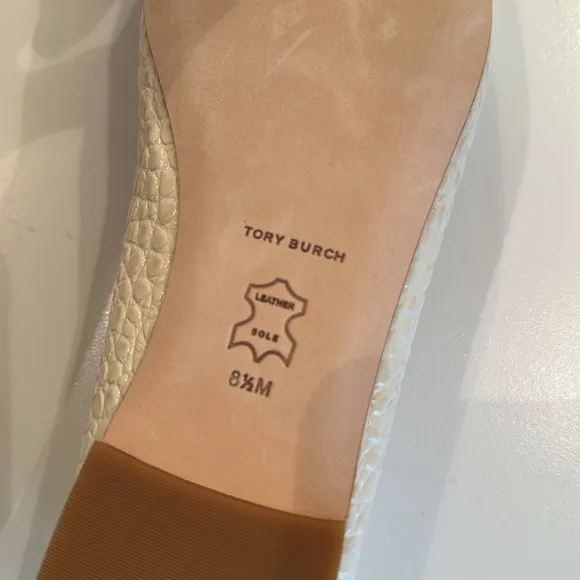 TORY BURCH
LEATHER
SOLE
8½M